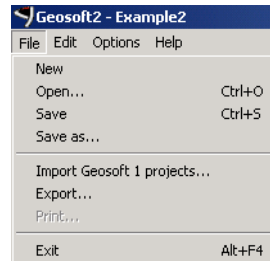 Geosoft2 - Example2
File Edit Options Help
New
Open... Ctrl+O
Save Ctrl+S
Save as...
Import Geosoft 1 projects...
Export...
Print...
Exit Alt+F4